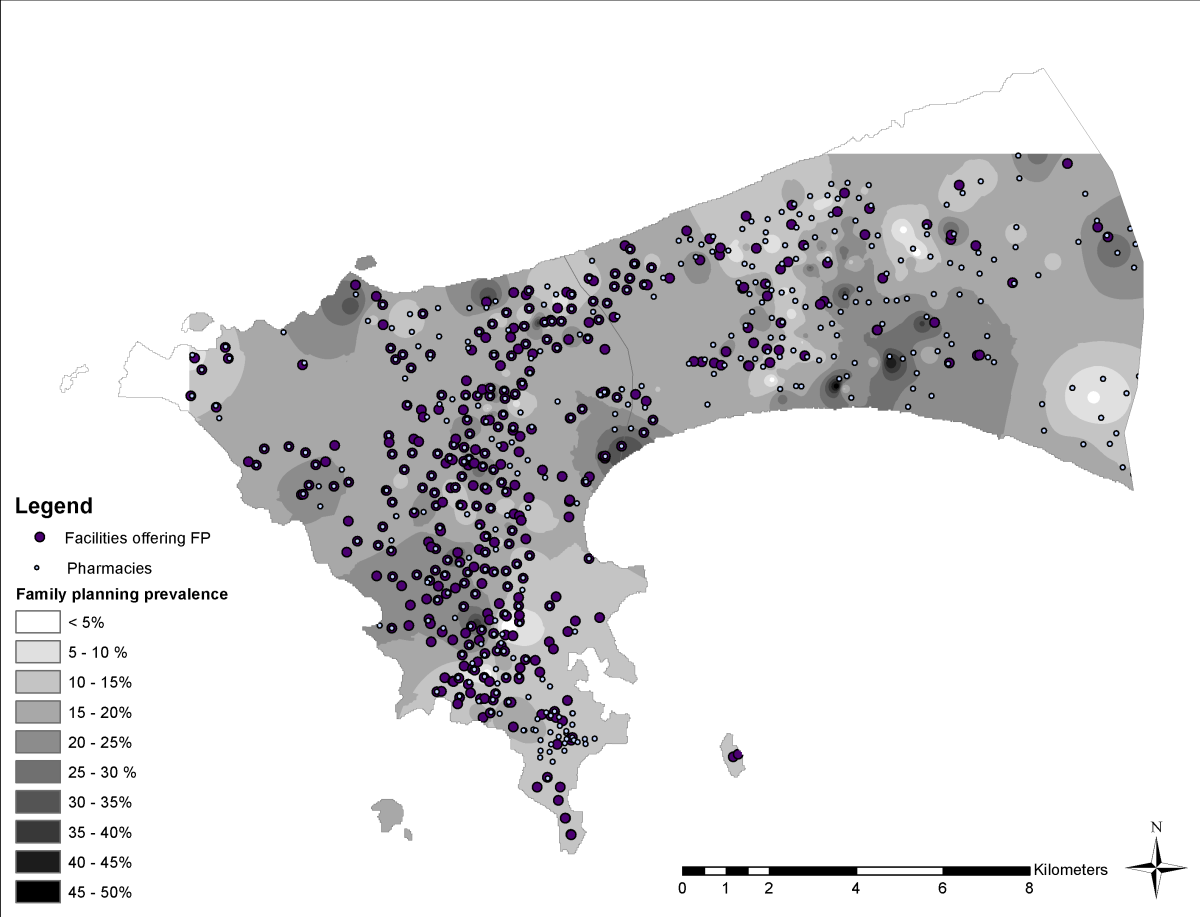 Legend
Facilities offering FP
Pharmacies
Family planning prevalence
< 5%
5 - 10 %
10 - 15%
15 - 20%
20 - 25%
25 - 30 %
30 - 35%
35 - 40%
40 - 45%
45 - 50%
Kilometers
0 1 2 4 6 8
N